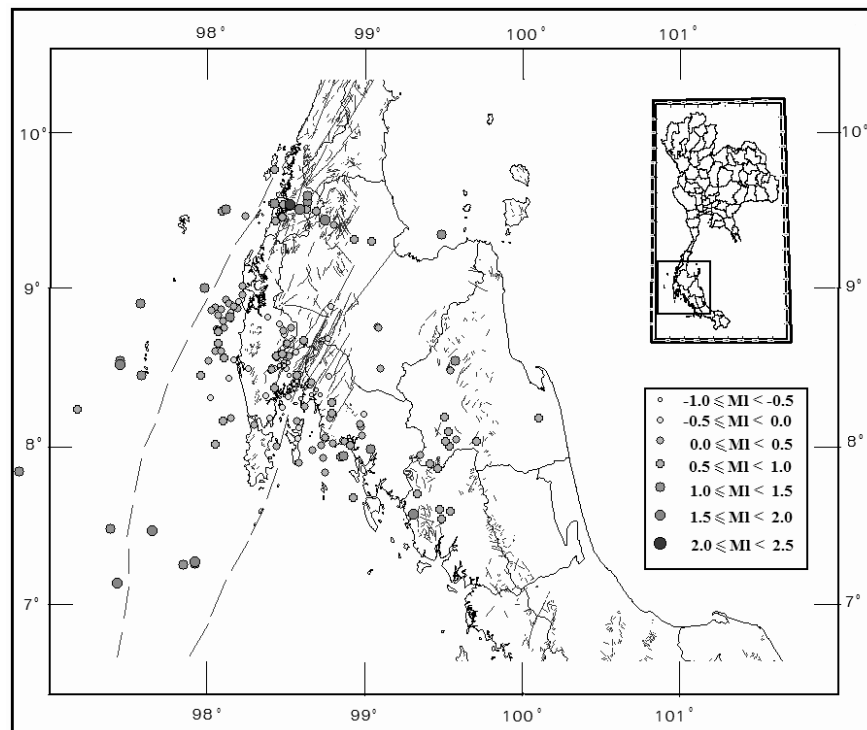 98° 99° 100° 101°
10° 10°
9° 9°
8° 8°
7° 7°
-1.0 ⩽ Ml < -0.5
-0.5 ⩽ Ml < 0.0
0.0 ⩽ Ml < 0.5
0.5 ⩽ Ml < 1.0
1.0 ⩽ Ml < 1.5
1.5 ⩽ Ml < 2.0
2.0 ⩽ Ml < 2.5
98° 99° 100° 101°